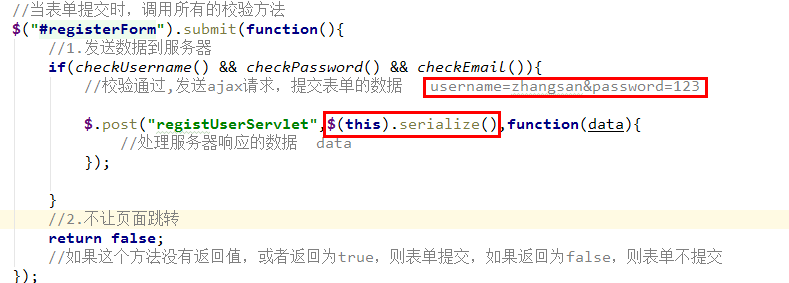 //当表单提交时，调用所有的校验方法
$("#registerForm").submit(function(){
//1.发送数据到服务器
if(checkUsername() && checkPassword() && checkEmail()){
//校验通过,发送ajax请求，提交表单的数据 username=zhangsan&password=123
$.post("registUserServlet",$(this).serialize(),function(data){
//处理服务器响应的数据 data
});
}
//2.不让页面跳转
return false;
//如果这个方法没有返回值，或者返回为true，则表单提交，如果返回为false，则表单不提交
});